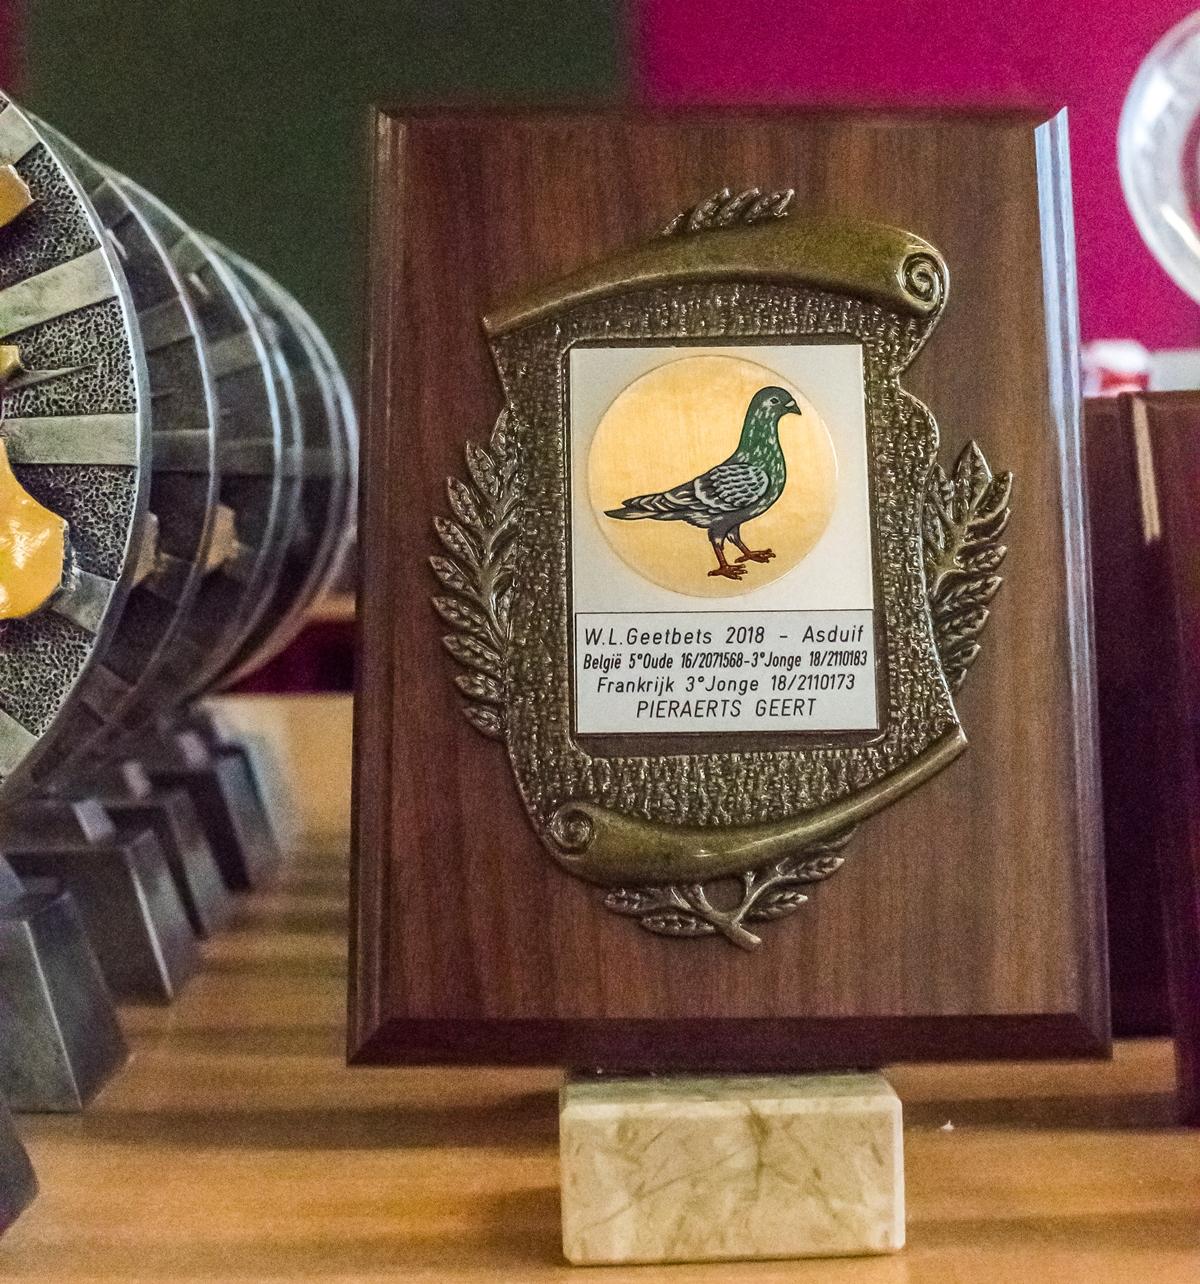 W.L.Geetbets 2018 - Asduif
België 5°Oude 16/2071568-3°Jonge 18/2110183
Frankrijk 3°Jonge 18/2110173
PIERAERTS GEERT